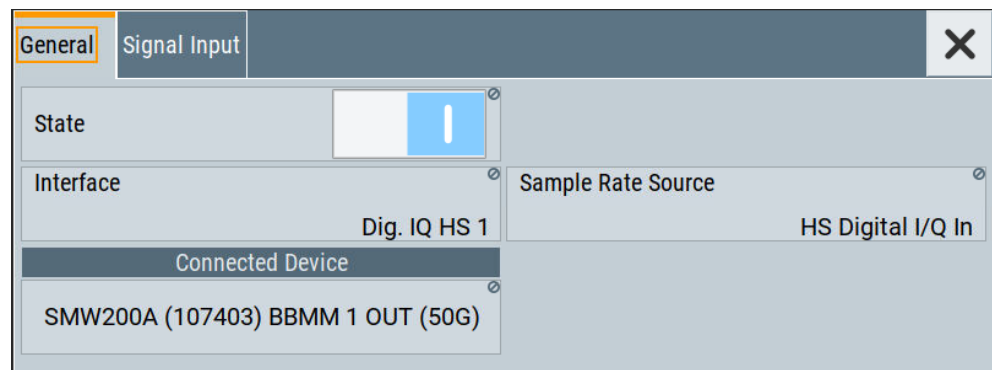 General
Signal Input
State
Interface
Sample Rate Source
Dig. IQ HS 1
HS Digital I/Q In
Connected Device
SMW200A (107403) BBMM 1 OUT (50G)